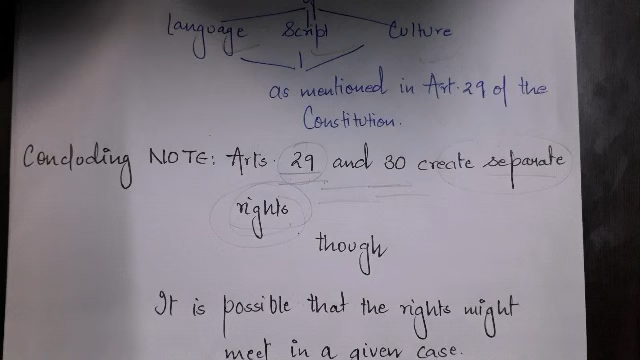 Language Script Culture
as mentioned in Art. 29 of the
Constitution.
Concloding NOTE: Arts. 29 and 30 create separate
rights
though
It is possible that the rights might
meet in a given case.